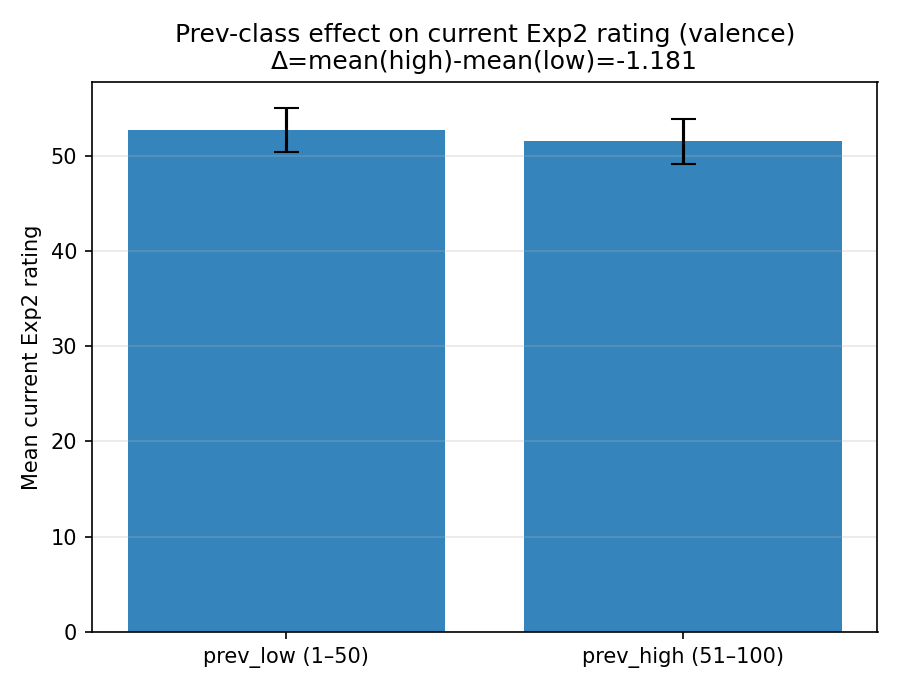 Prev-class effect on current Exp2 rating (valence)
Δ=mean(high)-mean(low)=-1.181
Mean current Exp2 rating
50
40
30
20
10
0
prev_low (1–50)
prev_high (51–100)